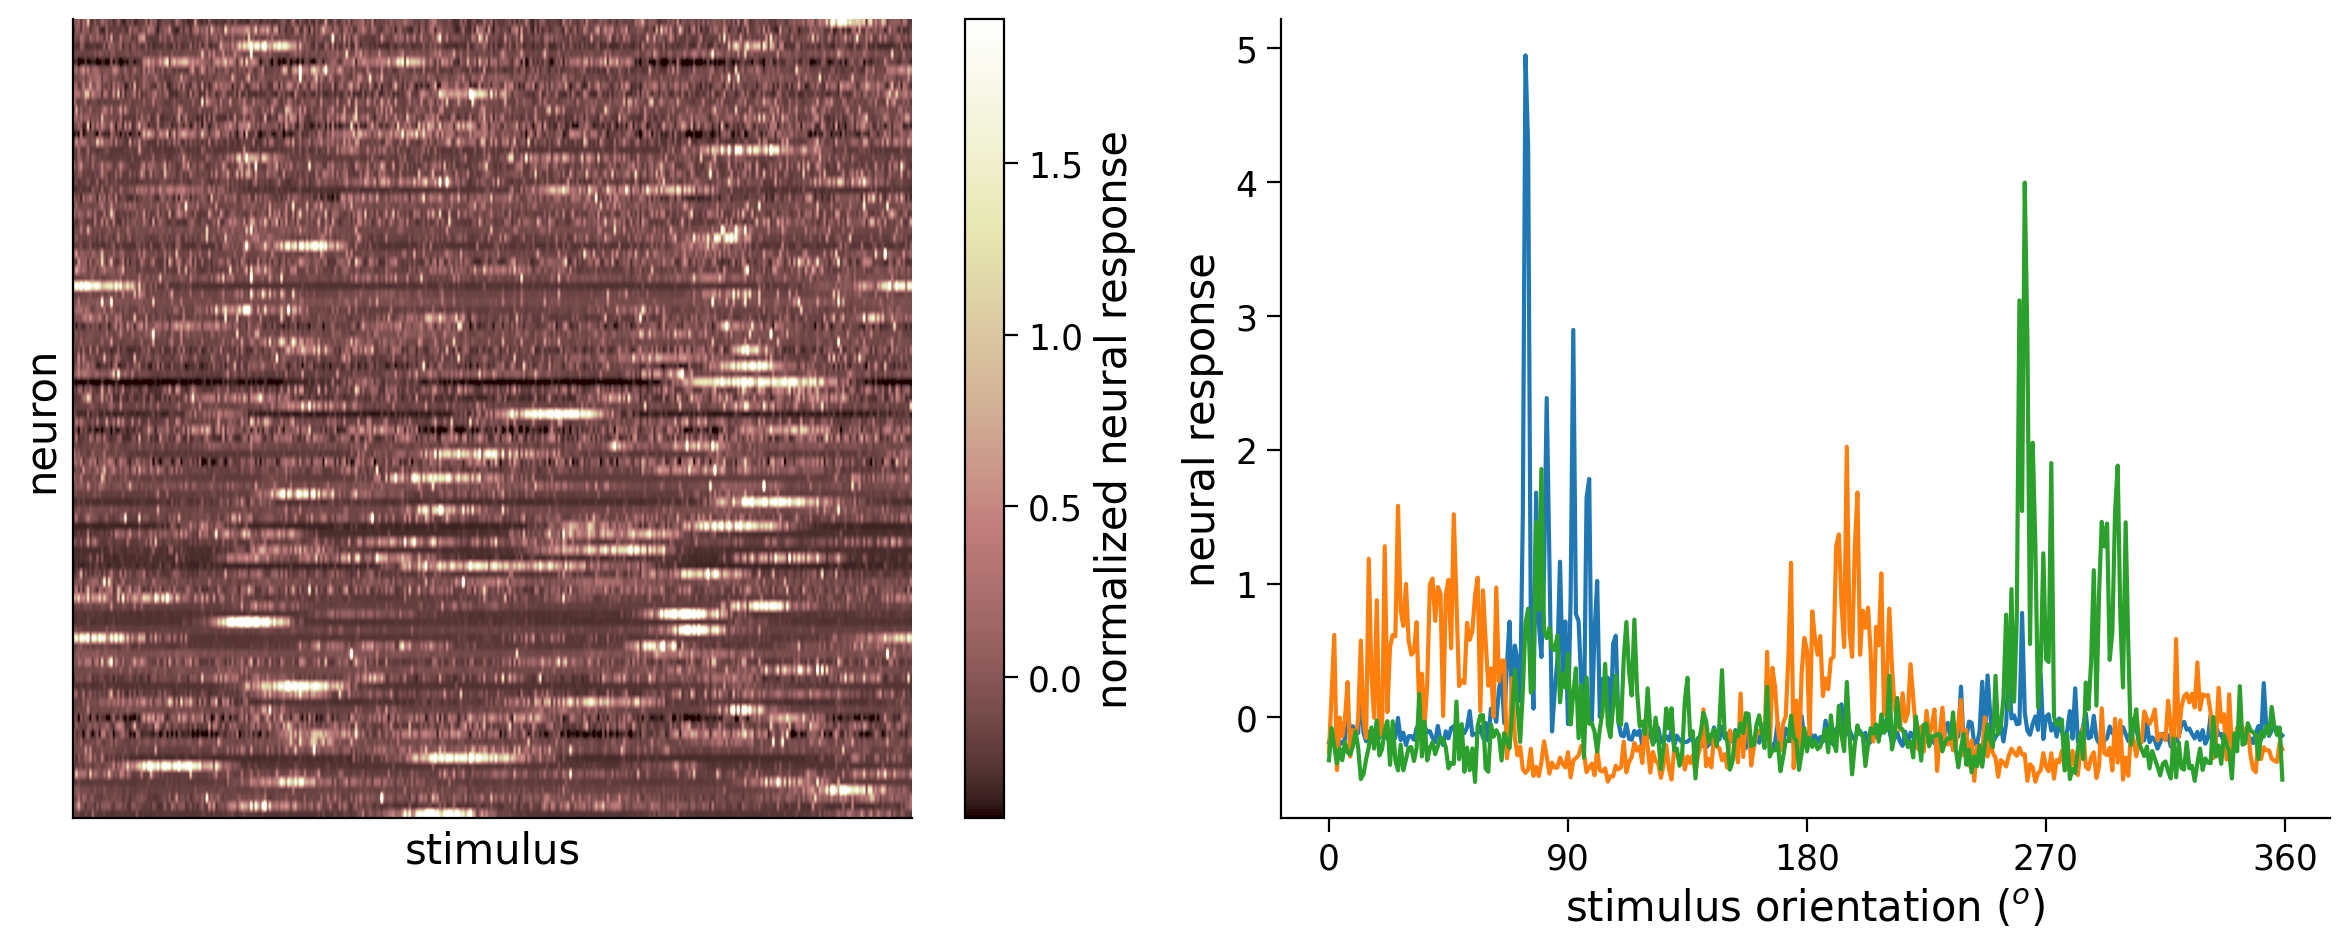 neuron
stimulus
1.5
1.0
0.5
0.0
normalized neural response
5
4
3
2
1
0
neural response
0 90 180 270 360
stimulus orientation (º)